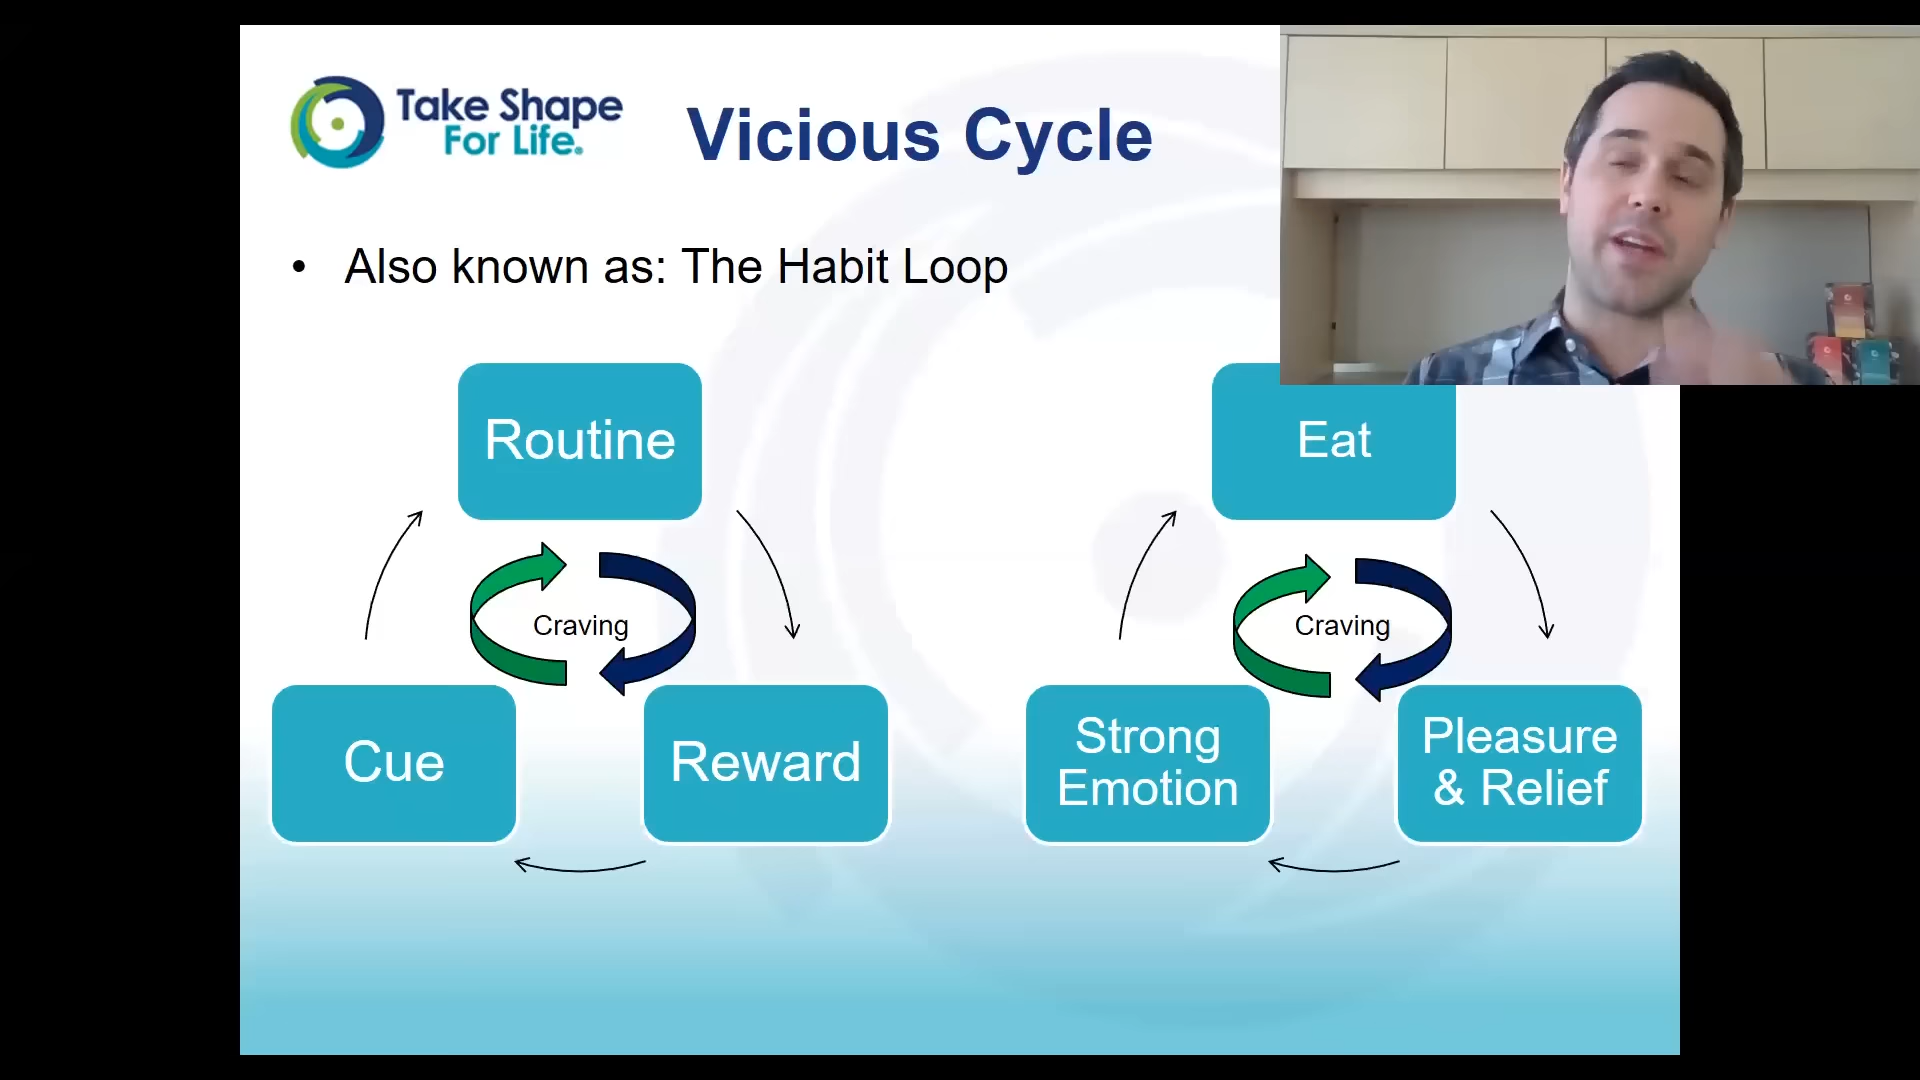 Take Shape
For Life.
Vicious Cycle
• Also known as: The Habit Loop
Routine
Craving
Cue
Reward
Eat
Craving
Strong
Emotion
Pleasure
& Relief